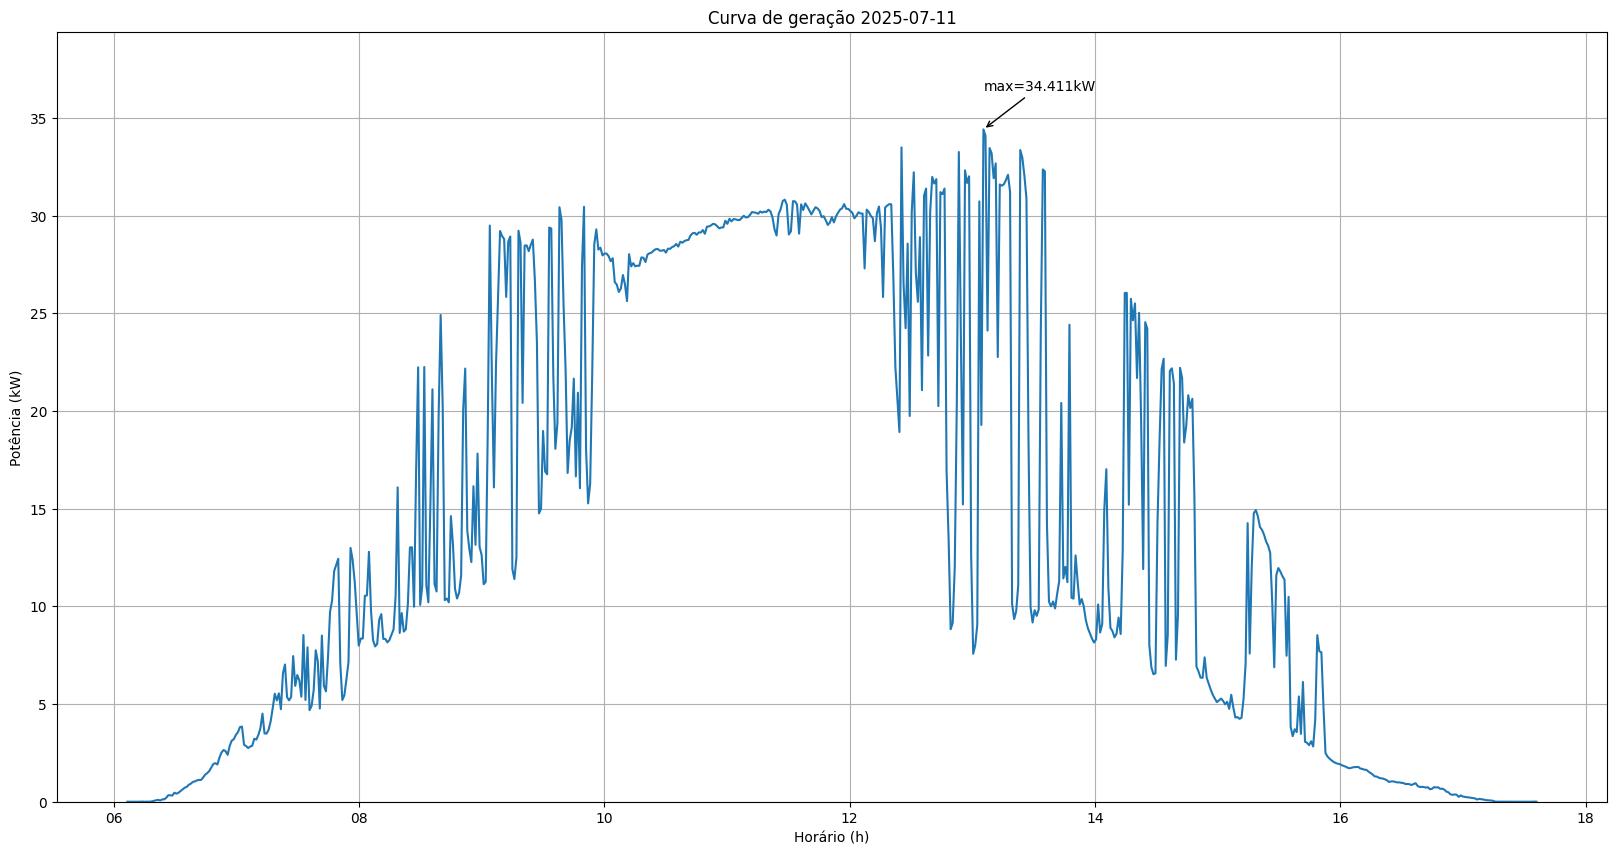 Curva de geração 2025-07-11
max=34.411kW
35
30
25
20
15
10
5
0
Potência (kW)
06 08 10 12 14 16 18
Horário (h)